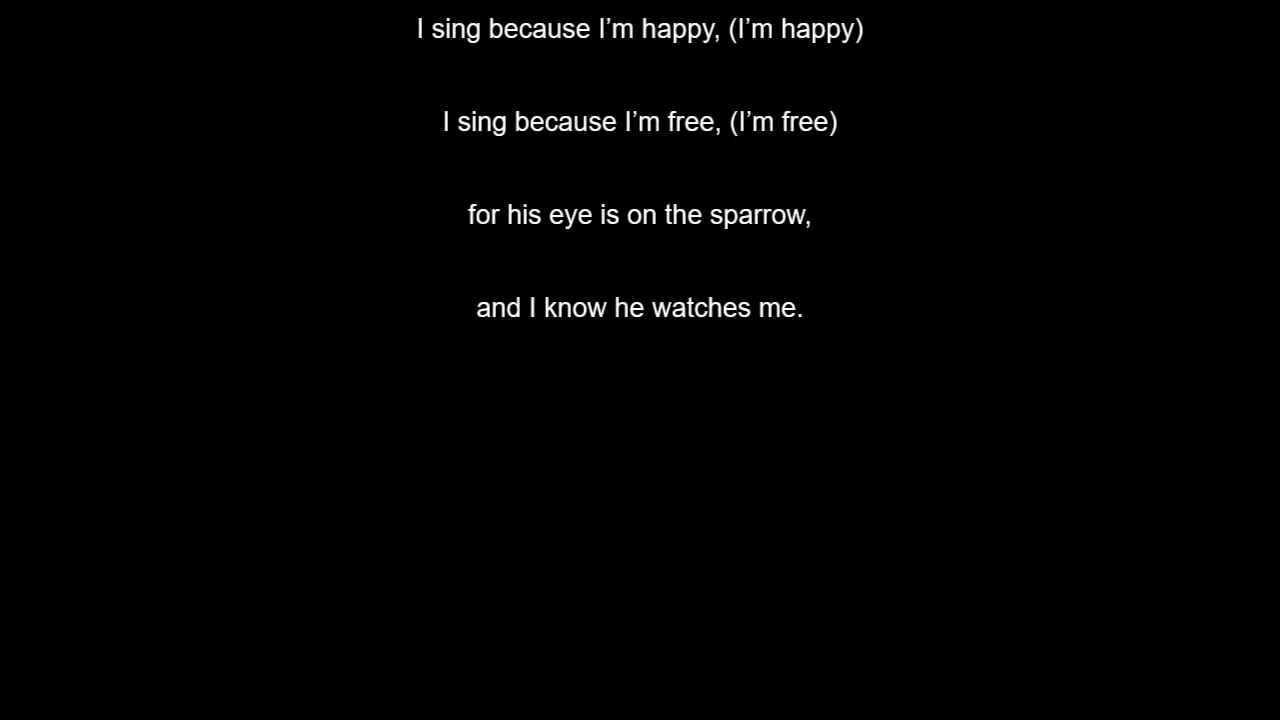 I sing because I’m happy, (I’m happy)
I sing because I’m free, (I’m free)
for his eye is on the sparrow,
and I know he watches me.